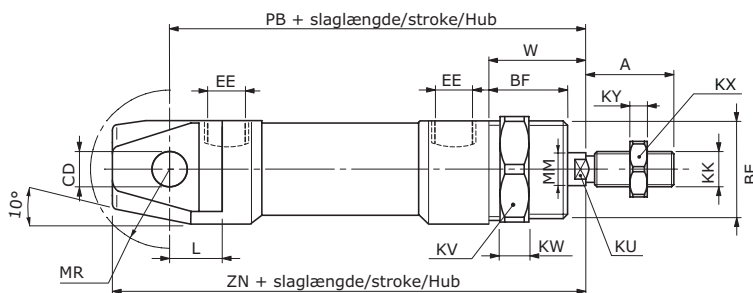 PB + slaglængde/stroke/Hub
W
A
EE
EE
BF
KY
KX
CD
MM
KK
BE
10°
L
KV
KW
KU
MR
ZN + slaglængde/stroke/Hub